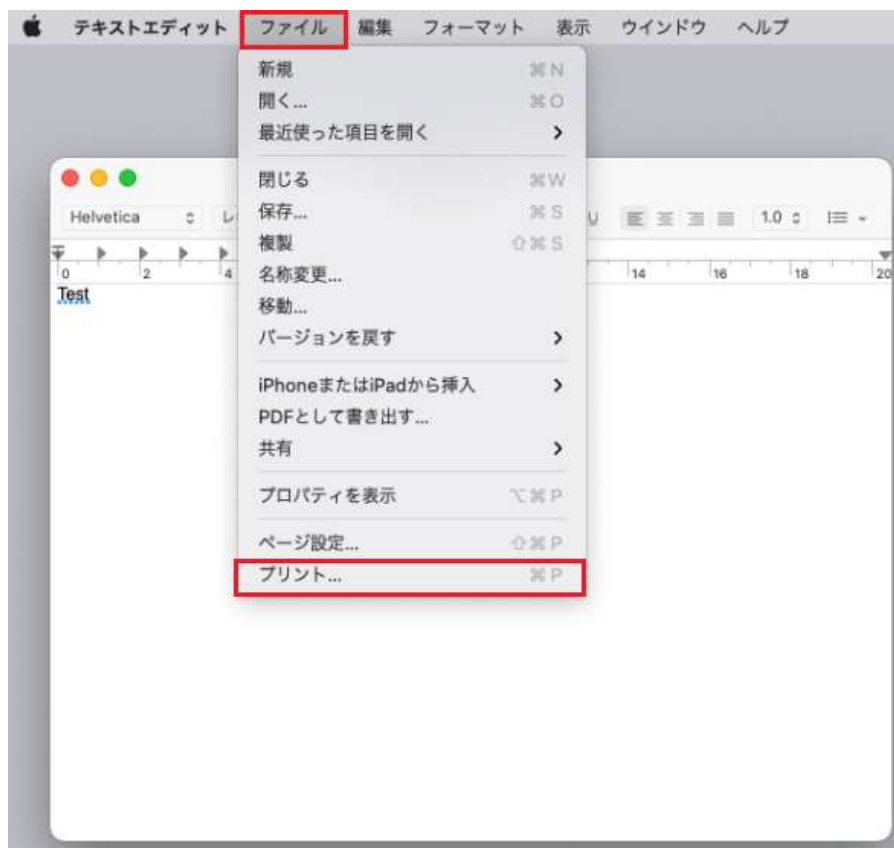 テキストエディット ファイル 編集 フォーマット 表示 ウインドウ ヘルプ
新規 ⌘N
開く... ⌘O
最近使った項目を開く >
閉じる ⌘W
保存... ⌘S
複製 ⇧⌘S
名称変更...
移動...
バージョンを戻す >
iPhoneまたはiPadから挿入 >
PDFとして書き出す...
共有 >
プロパティを表示 ⌥⌘P
ページ設定... ⇧⌘P
プリント... ⌘P
Helvetica レ U 1.0
0 2 4 14 16 18 20
Test